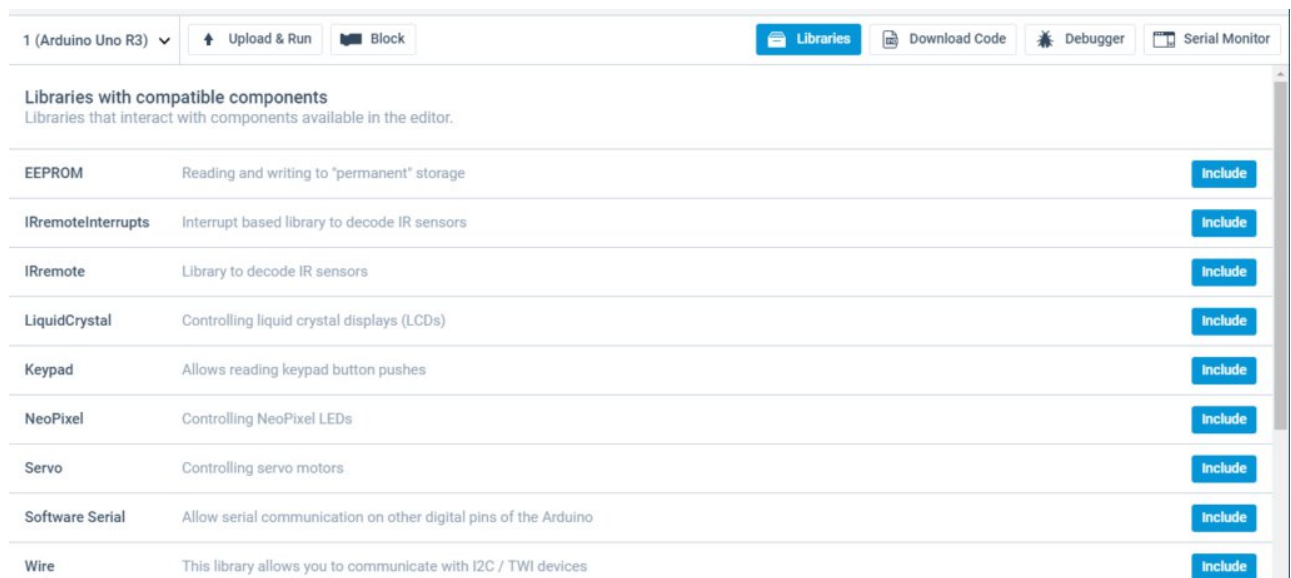 1 (Arduino Uno R3) Upload & Run Block Libraries Download Code Debugger Serial Monitor
Libraries with compatible components
Libraries that interact with components available in the editor.
EEPROM Reading and writing to "permanent" storage Include
IRremoteInterrupts Interrupt based library to decode IR sensors Include
IRremote Library to decode IR sensors Include
LiquidCrystal Controlling liquid crystal displays (LCDs) Include
Keypad Allows reading keypad button pushes Include
NeoPixel Controlling NeoPixel LEDs Include
Servo Controlling servo motors Include
Software Serial Allow serial communication on other digital pins of the Arduino Include
Wire This library allows you to communicate with I2C / TWI devices Include